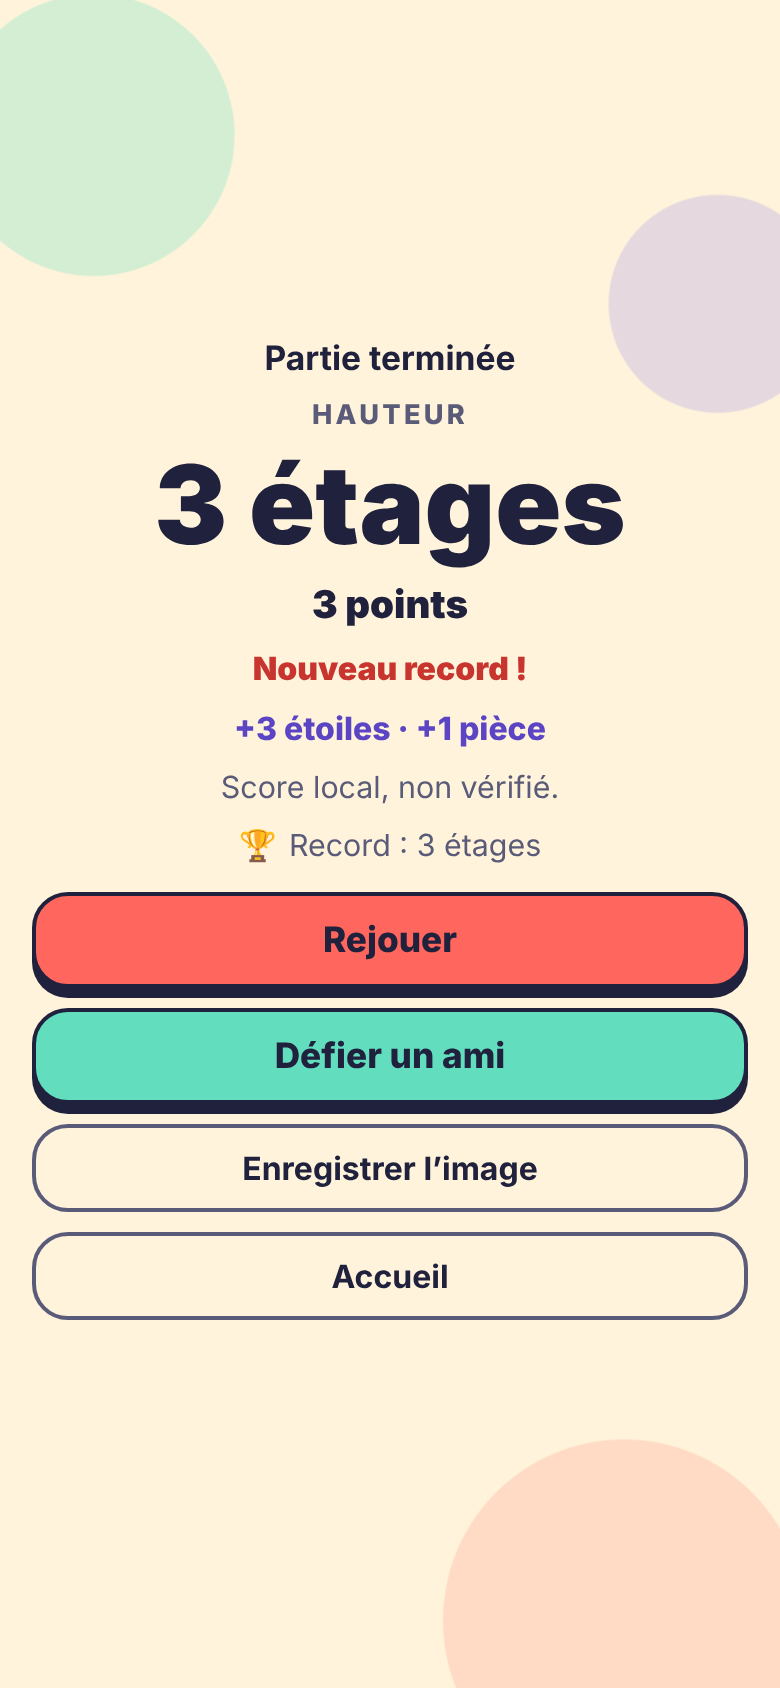 Partie terminée
HAUTEUR
3 étages
3 points
Nouveau record !
+3 étoiles · +1 pièce
Score local, non vérifié.
🏆 Record : 3 étages
Rejouer
Défier un ami
Enregistrer l’image
Accueil